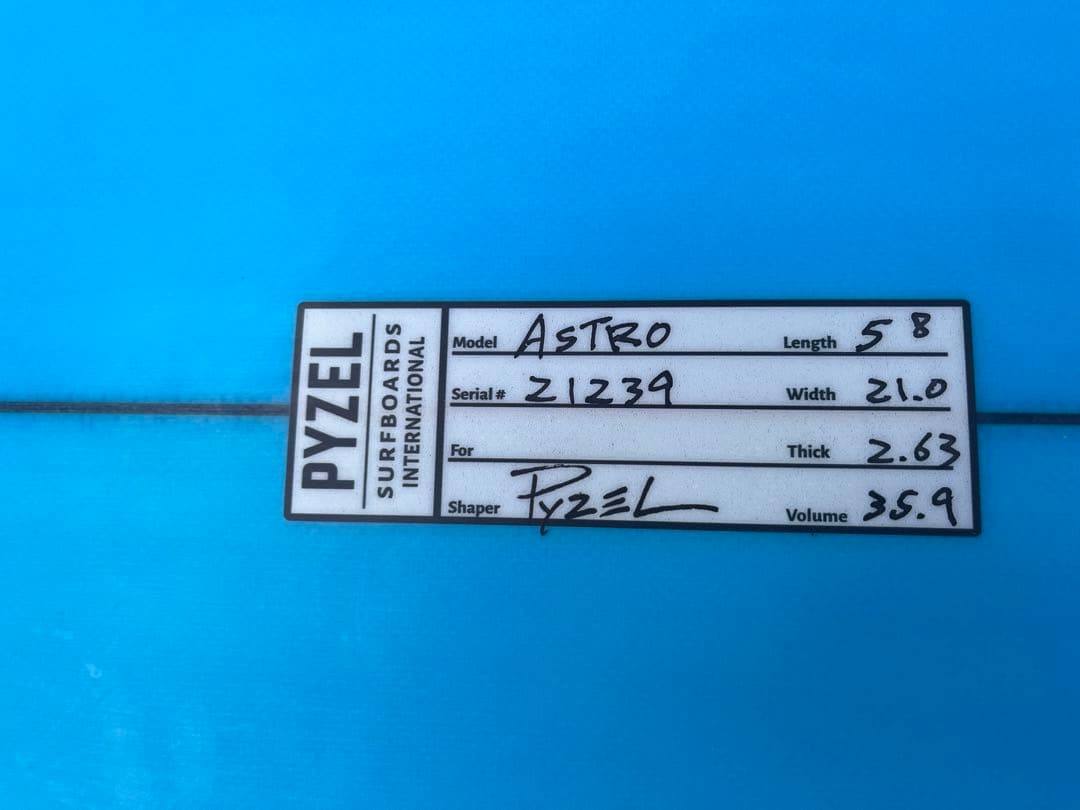 PYZEL
SURFBOARDS
INTERNATIONAL
Model ASTRO Length 5 8
Serial # 21239 Width 21.0
For Thick 2.63
Shaper PYZEL Volume 35.9